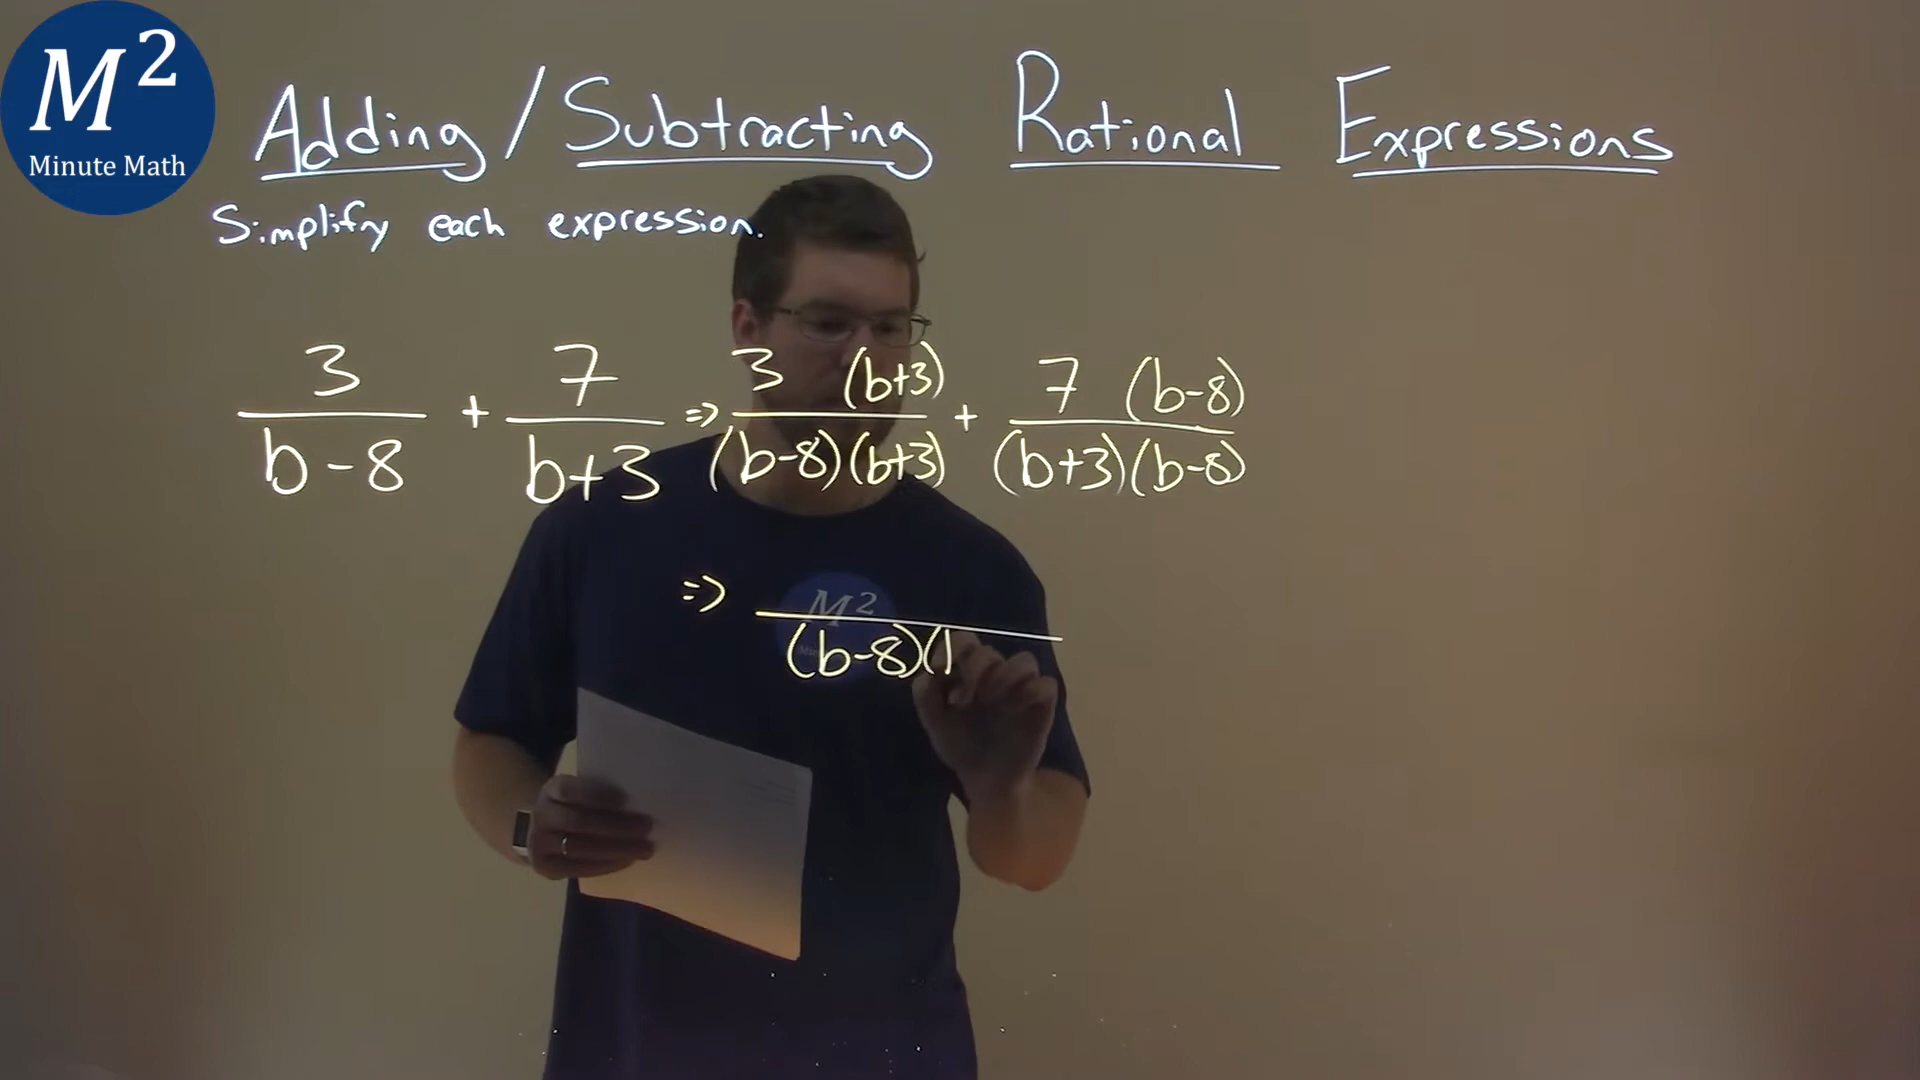 M²
Minute Math
Adding / Subtracting Rational Expressions
Simplify each expression.
3/(b-8) + 7/(b+3) => 3 (b+3)/(b-8)(b+3) + 7 (b-8)/(b+3)(b-8)
M²
=> 
(b-8)(